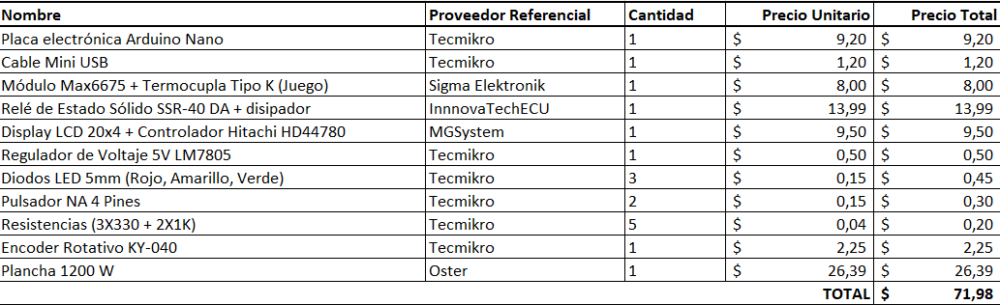 Nombre Proveedor Referencial Cantidad Precio Unitario Precio Total
Placa electrónica Arduino Nano Tecmikro 1 $ 9,20 $ 9,20
Cable Mini USB Tecmikro 1 $ 1,20 $ 1,20
Módulo Max6675 + Termocupla Tipo K (Juego) Sigma Elektronik 1 $ 8,00 $ 8,00
Relé de Estado Sólido SSR-40 DA + disipador InnnovaTechECU 1 $ 13,99 $ 13,99
Display LCD 20x4 + Controlador Hitachi HD44780 MGSystem 1 $ 9,50 $ 9,50
Regulador de Voltaje 5V LM7805 Tecmikro 1 $ 0,50 $ 0,50
Diodos LED 5mm (Rojo, Amarillo, Verde) Tecmikro 3 $ 0,15 $ 0,45
Pulsador NA 4 Pines Tecmikro 2 $ 0,15 $ 0,30
Resistencias (3X330 + 2X1K) Tecmikro 5 $ 0,04 $ 0,20
Encoder Rotativo KY-040 Tecmikro 1 $ 2,25 $ 2,25
Plancha 1200 W Oster 1 $ 26,39 $ 26,39
TOTAL $ 71,98